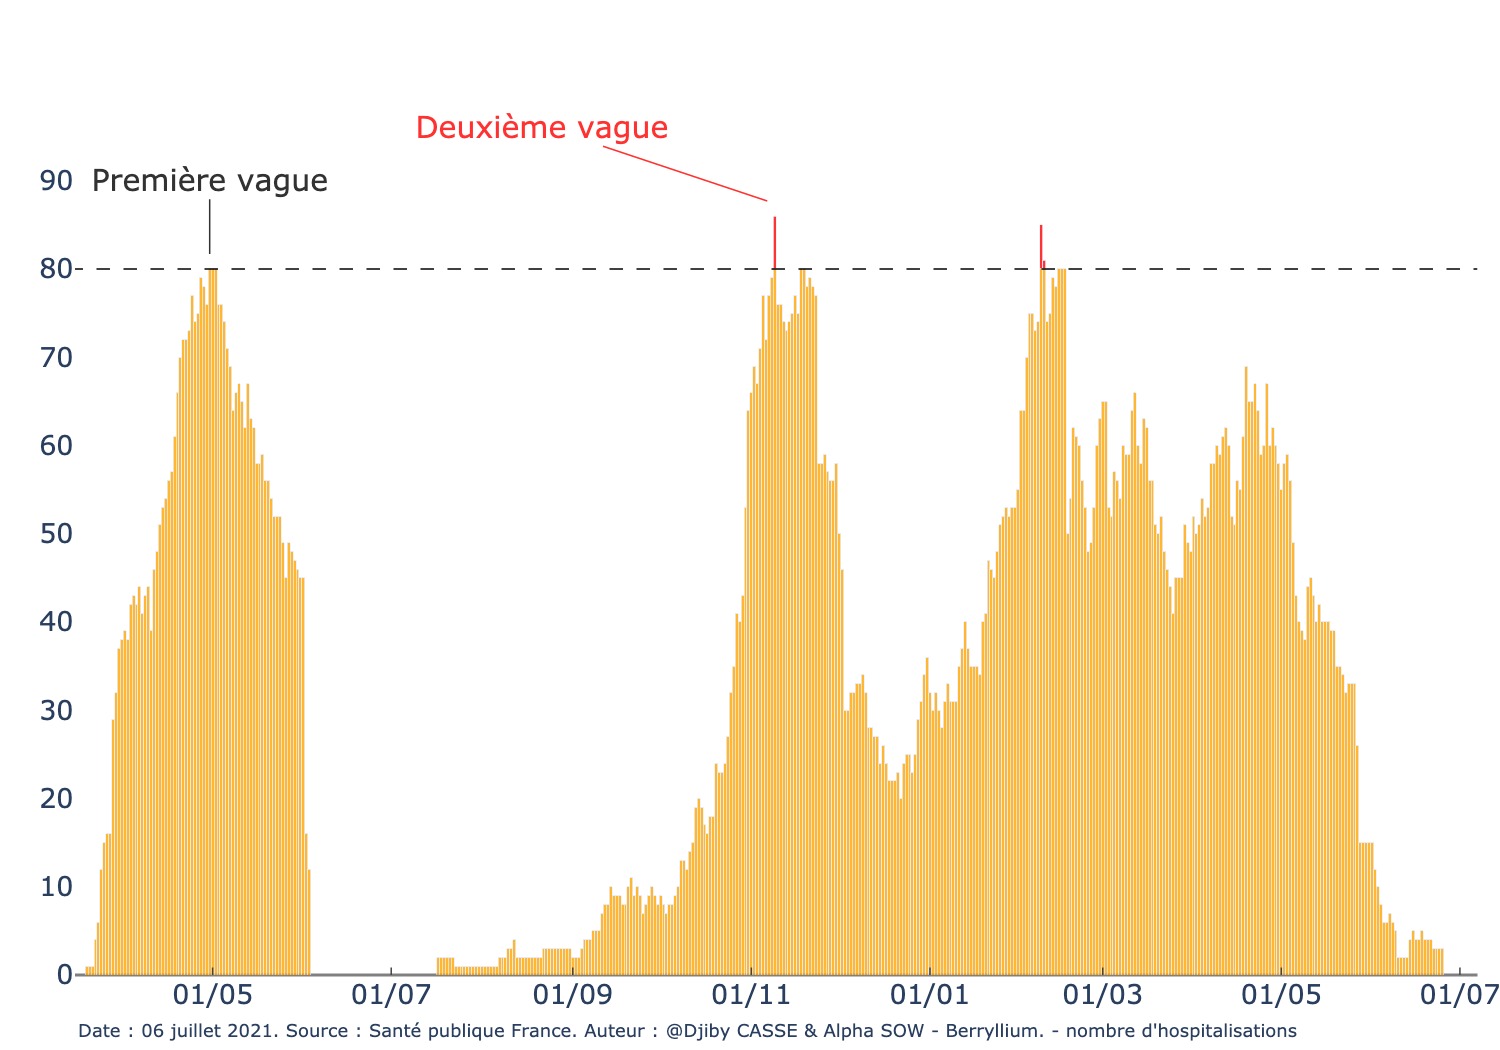 Deuxième vague
90
Première vague
80
70
60
50
40
30
20
10
0
01/05 01/07 01/09 01/11 01/01 01/03 01/05 01/07
Date : 06 juillet 2021. Source : Santé publique France. Auteur : @Djiby CASSE & Alpha SOW - Berryllium. - nombre d'hospitalisations